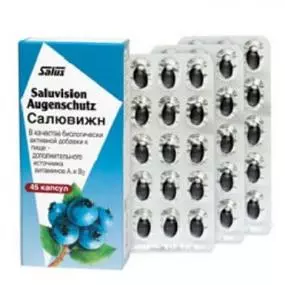 Salus
Saluvision
Augenschutz
Салювижн
В качестве биологически
активной добавки к
пище -
дополнительного
источника
витаминов А, и В2
45 капсул